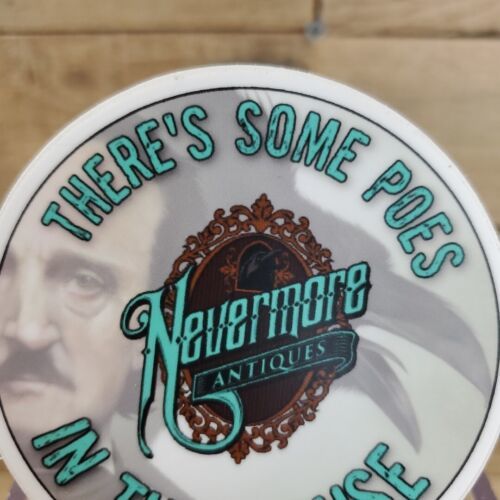 THERE'S SOME POES
Nevermore
ANTIQUES
IN